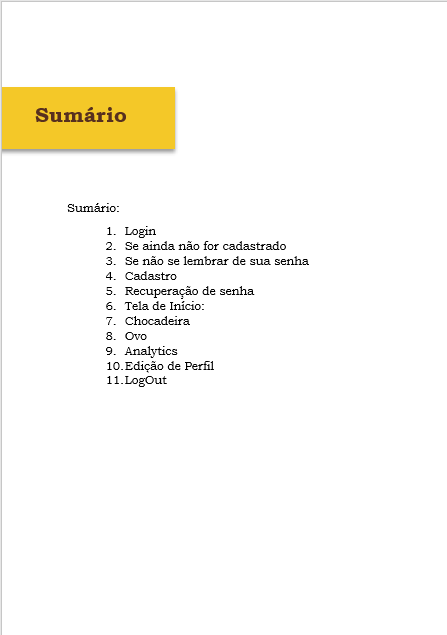 Sumário
Sumário:
1. Login
2. Se ainda não for cadastrado
3. Se não se lembrar de sua senha
4. Cadastro
5. Recuperação de senha
6. Tela de Início:
7. Chocadeira
8. Ovo
9. Analytics
10. Edição de Perfil
11. LogOut